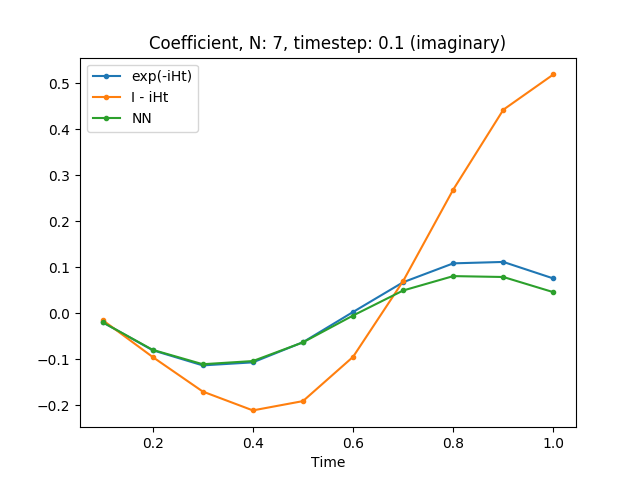 Coefficient, N: 7, timestep: 0.1 (imaginary)
exp(-iHt)
I - iHt
NN
0.5
0.4
0.3
0.2
0.1
0.0
−0.1
−0.2
0.2 0.4 0.6 0.8 1.0
Time